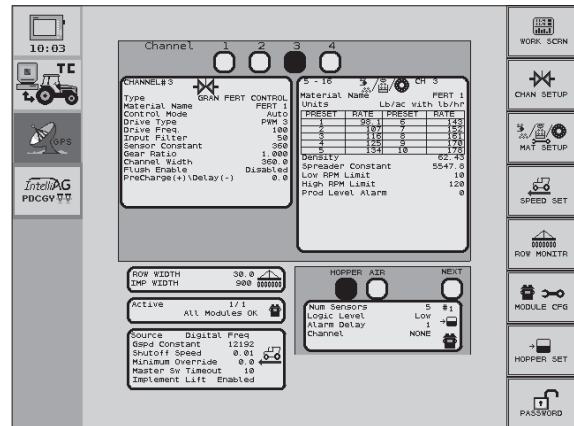 10:03
TC
GPS
IntelliAG
PDCGY
Channel 1 2 3 4
CHANNEL#3
Type GRAN FERT CONTROL
Material Name FERT 1
Control Mode Auto
Drive Type PWM 3
Drive Freq. 100
Input Filter 50
Sensor Constant 360
Gear Ratio 1.000
Channel Width 360.0
Flush Enable Disabled
PreCharge(+)\Delay(-) 0.0
5 - 16 CH 3
Material Name FERT 1
Units Lb/ac with lb/hr
PRESET RATE PRESET RATE
1 98.1 6 143
2 107 7 152
3 116 8 161
4 125 9 170
5 134 10 178
Density 62.43
Spreader Constant 5547.8
Low RPM Limit 10
High RPM Limit 120
Prod Level Alarm 0
ROW WIDTH 30.0
IMP WIDTH 900
Active 1/1
All Modules OK
Source Digital Freq
Gspd Constant 12192
Shutoff Speed 0.01
Minimum Override 0.0
Master Sw Timeout 10
Implement Lift Enabled
HOPPER AIR NEXT
Num Sensors 5 #1
Logic Level Low
Alarm Delay 1
Channel NONE
WORK SCRN
CHAN SETUP
MAT SETUP
SPEED SET
ROW MONITR
MODULE CFG
HOPPER SET
PASSWORD